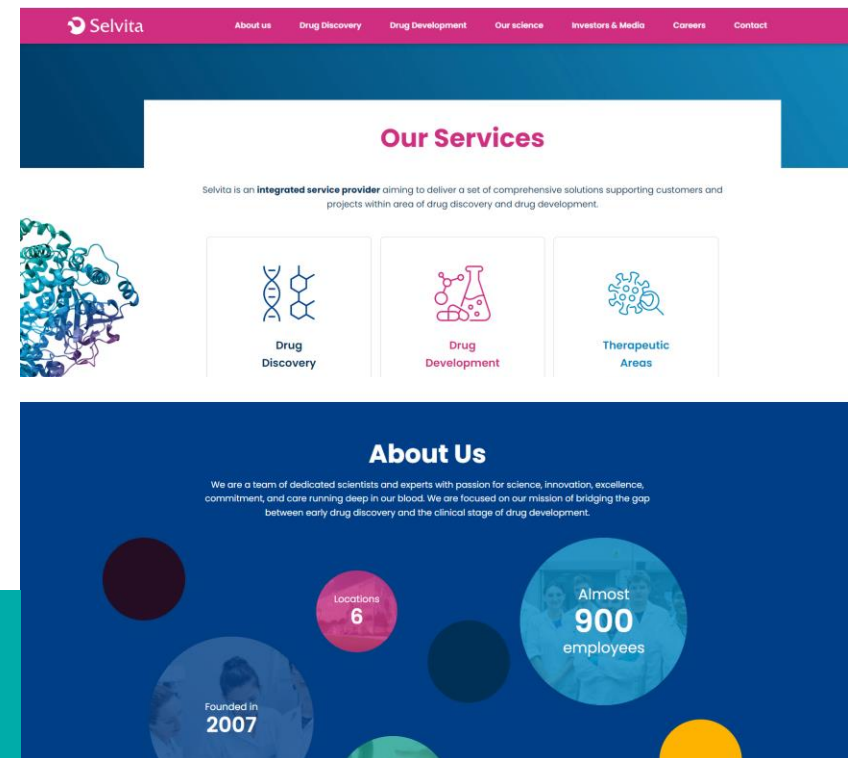 Selvita
About us Drug Discovery Drug Development Our science Investors & Media Careers Contact
Our Services
Selvita is an integrated service provider aiming to deliver a set of comprehensive solutions supporting customers and
projects within area of drug discovery and drug development.
Drug
Discovery
Drug
Development
Therapeutic
Areas
About Us
We are a team of dedicated scientists and experts with passion for science, innovation, excellence,
commitment, and care running deep in our blood. We are focused on our mission of bridging the gap
between early drug discovery and the clinical stage of drug development.
Locations
6
Almost
900
employees
Founded in
2007